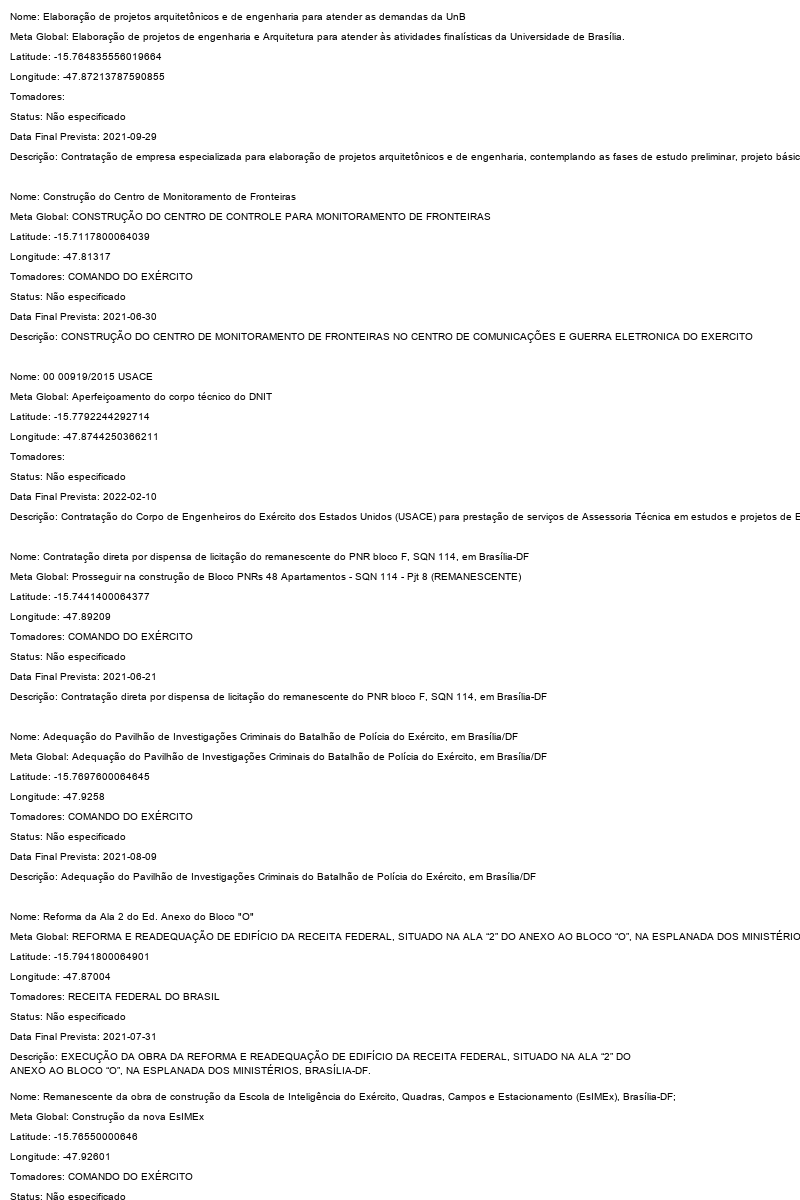 Nome: Elaboração de projetos arquitetônicos e de engenharia para atender as demandas da UnB
Meta Global: Elaboração de projetos de engenharia e Arquitetura para atender às atividades finalísticas da Universidade de Brasília.
Latitude: -15.764835556019664
Longitude: -47.87213787590855
Tomadores:
Status: Não especificado
Data Final Prevista: 2021-09-29
Descrição: Contratação de empresa especializada para elaboração de projetos arquitetônicos e de engenharia, contemplando as fases de estudo preliminar, projeto básic
Nome: Construção do Centro de Monitoramento de Fronteiras
Meta Global: CONSTRUÇÃO DO CENTRO DE CONTROLE PARA MONITORAMENTO DE FRONTEIRAS
Latitude: -15.7117800064039
Longitude: -47.81317
Tomadores: COMANDO DO EXÉRCITO
Status: Não especificado
Data Final Prevista: 2021-06-30
Descrição: CONSTRUÇÃO DO CENTRO DE MONITORAMENTO DE FRONTEIRAS NO CENTRO DE COMUNICAÇÕES E GUERRA ELETRONICA DO EXERCITO
Nome: 00 00919/2015 USACE
Meta Global: Aperfeiçoamento do corpo técnico do DNIT
Latitude: -15.7792244292714
Longitude: -47.8744250366211
Tomadores:
Status: Não especificado
Data Final Prevista: 2022-02-10
Descrição: Contratação do Corpo de Engenheiros do Exército dos Estados Unidos (USACE) para prestação de serviços de Assessoria Técnica em estudos e projetos de E
Nome: Contratação direta por dispensa de licitação do remanescente do PNR bloco F, SQN 114, em Brasília-DF
Meta Global: Prosseguir na construção de Bloco PNRs 48 Apartamentos - SQN 114 - Pjt 8 (REMANESCENTE)
Latitude: -15.7441400064377
Longitude: -47.89209
Tomadores: COMANDO DO EXÉRCITO
Status: Não especificado
Data Final Prevista: 2021-06-21
Descrição: Contratação direta por dispensa de licitação do remanescente do PNR bloco F, SQN 114, em Brasília-DF
Nome: Adequação do Pavilhão de Investigações Criminais do Batalhão de Polícia do Exército, em Brasília/DF
Meta Global: Adequação do Pavilhão de Investigações Criminais do Batalhão de Polícia do Exército, em Brasília/DF
Latitude: -15.7697600064645
Longitude: -47.9258
Tomadores: COMANDO DO EXÉRCITO
Status: Não especificado
Data Final Prevista: 2021-08-09
Descrição: Adequação do Pavilhão de Investigações Criminais do Batalhão de Polícia do Exército, em Brasília/DF
Nome: Reforma da Ala 2 do Ed. Anexo do Bloco "O"
Meta Global: REFORMA E READEQUAÇÃO DE EDIFÍCIO DA RECEITA FEDERAL, SITUADO NA ALA “2” DO ANEXO AO BLOCO “O”, NA ESPLANADA DOS MINISTÉRIO
Latitude: -15.7941800064901
Longitude: -47.87004
Tomadores: RECEITA FEDERAL DO BRASIL
Status: Não especificado
Data Final Prevista: 2021-07-31
Descrição: EXECUÇÃO DA OBRA DA REFORMA E READEQUAÇÃO DE EDIFÍCIO DA RECEITA FEDERAL, SITUADO NA ALA “2” DO
ANEXO AO BLOCO “O”, NA ESPLANADA DOS MINISTÉRIOS, BRASÍLIA-DF.
Nome: Remanescente da obra de construção da Escola de Inteligência do Exército, Quadras, Campos e Estacionamento (EsIMEx), Brasília-DF;
Meta Global: Construção da nova EsIMEx
Latitude: -15.76550000646
Longitude: -47.92601
Tomadores: COMANDO DO EXÉRCITO
Status: Não especificado